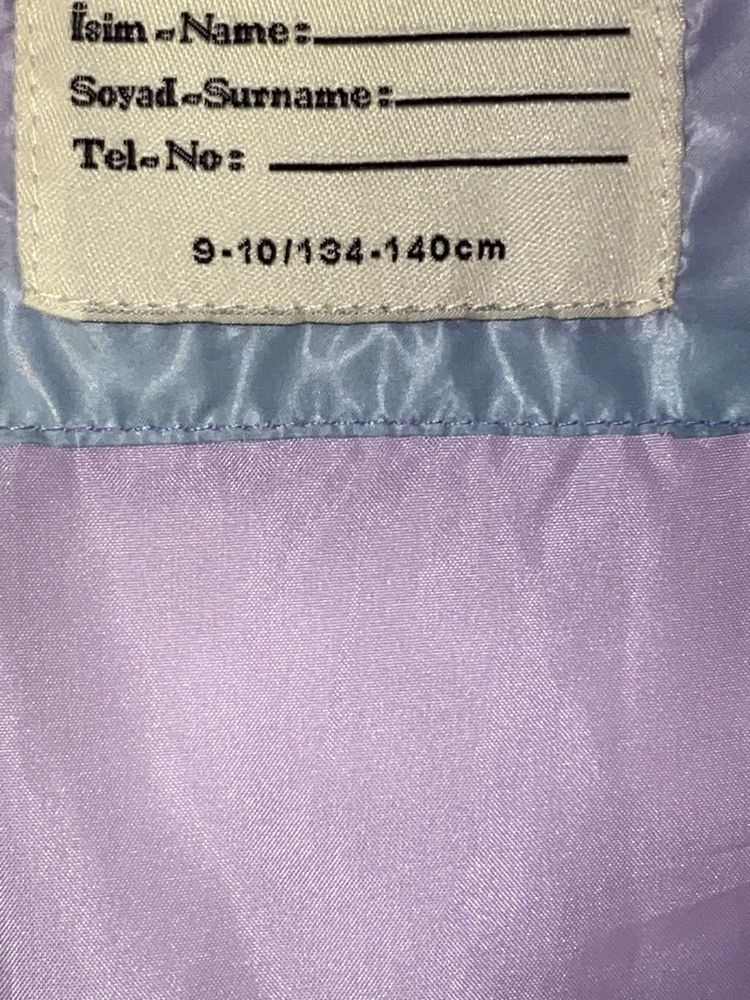 İsim-Name:
Soyad-Surname:
Tel-No:
9-10/134-140cm